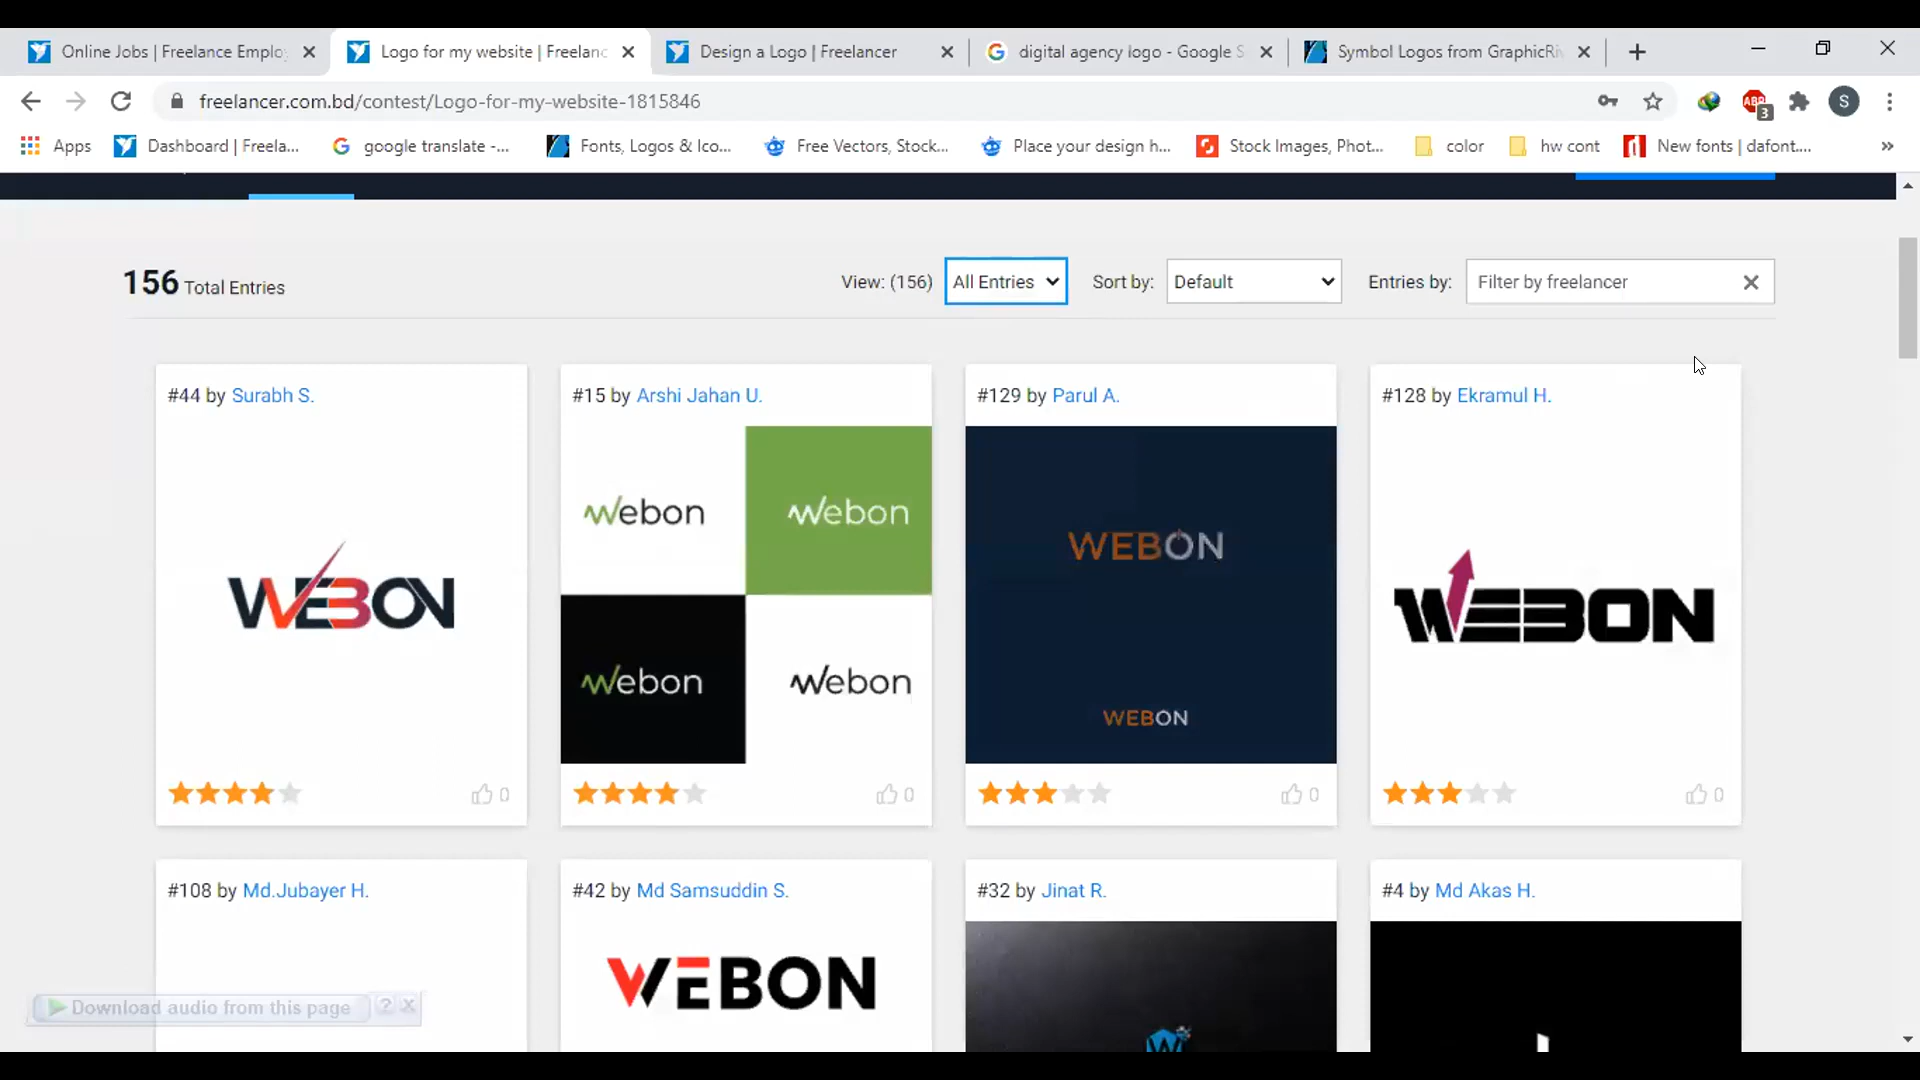 Online Jobs | Freelance Emplo
Logo for my website | Freelanc
Design a Logo | Freelancer
digital agency logo - Google S
Symbol Logos from GraphicRiv
freelancer.com.bd/contest/Logo-for-my-website-1815846
ABP
3
S
Apps
Dashboard | Freela...
google translate -...
Fonts, Logos & Ico...
Free Vectors, Stock...
Place your design h...
Stock Images, Phot...
color
hw cont
New fonts | dafont....
»
156 Total Entries
View: (156)
All Entries
Sort by:
Default
Entries by:
Filter by freelancer
#44 by Surabh S.
#15 by Arshi Jahan U.
#129 by Parul A.
#128 by Ekramul H.
WEBON
Webon
Webon
Webon
Webon
WEBON
WEBON
WEBON
0
0
0
0
#108 by Md.Jubayer H.
#42 by Md Samsuddin S.
#32 by Jinat R.
#4 by Md Akas H.
WEBON
W
Download audio from this page
?
X